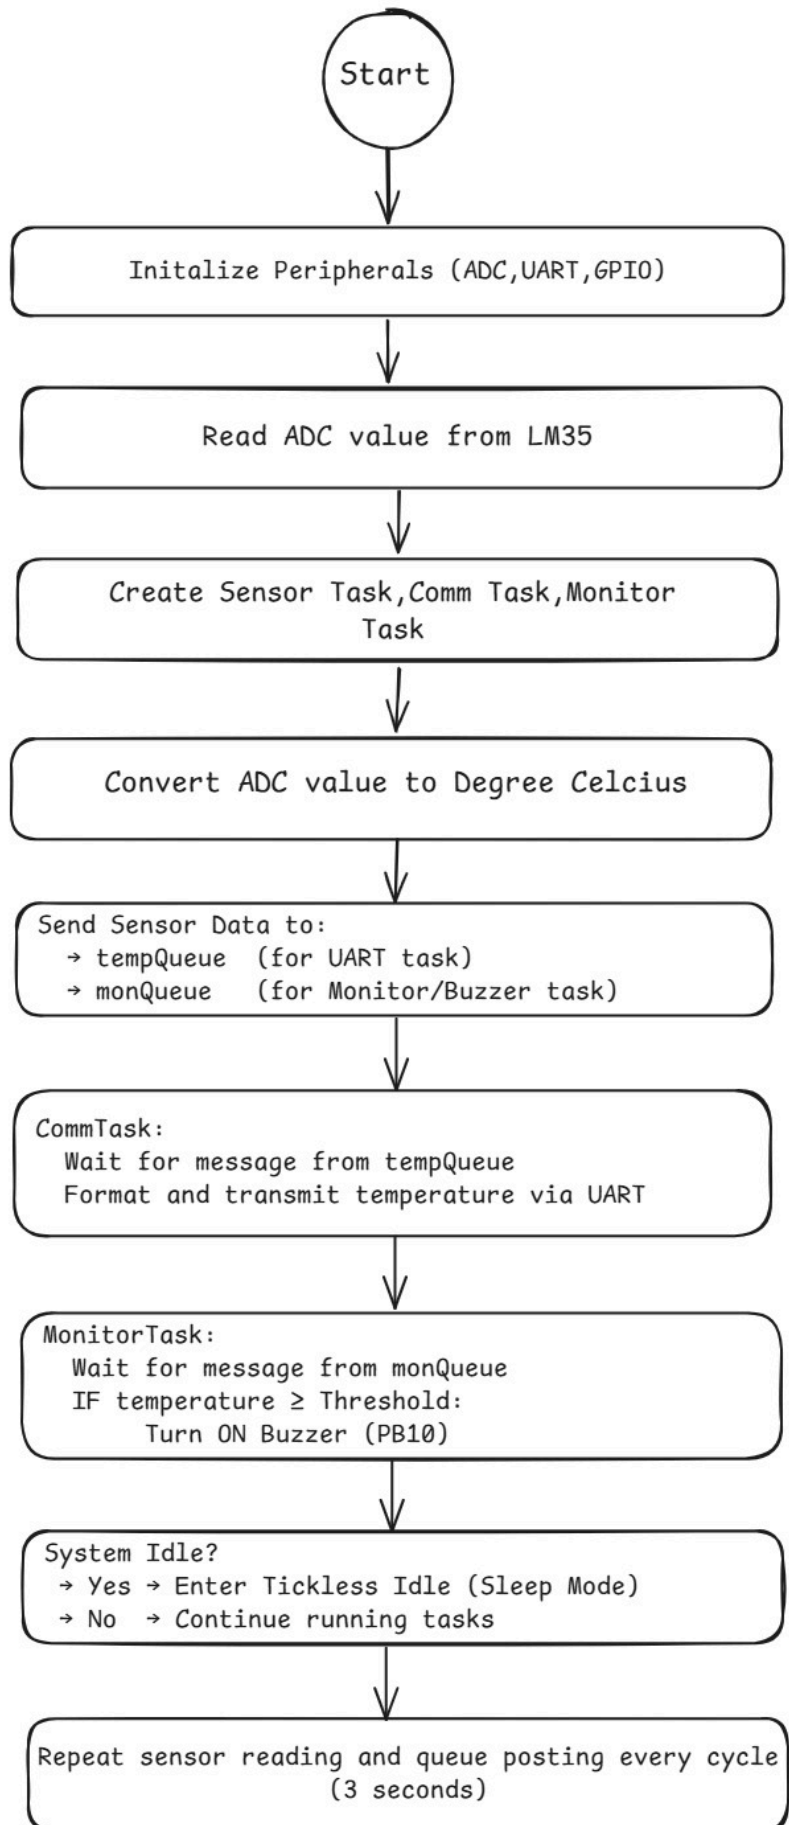 Start
Initalize Peripherals (ADC,UART,GPIO)
Read ADC value from LM35
Create Sensor Task,Comm Task,Monitor
Task
Convert ADC value to Degree Celcius
Send Sensor Data to:
→ tempQueue (for UART task)
→ monQueue (for Monitor/Buzzer task)
CommTask:
Wait for message from tempQueue
Format and transmit temperature via UART
MonitorTask:
Wait for message from monQueue
IF temperature ≥ Threshold:
Turn ON Buzzer (PB10)
System Idle?
→ Yes → Enter Tickless Idle (Sleep Mode)
→ No → Continue running tasks
Repeat sensor reading and queue posting every cycle
(3 seconds)